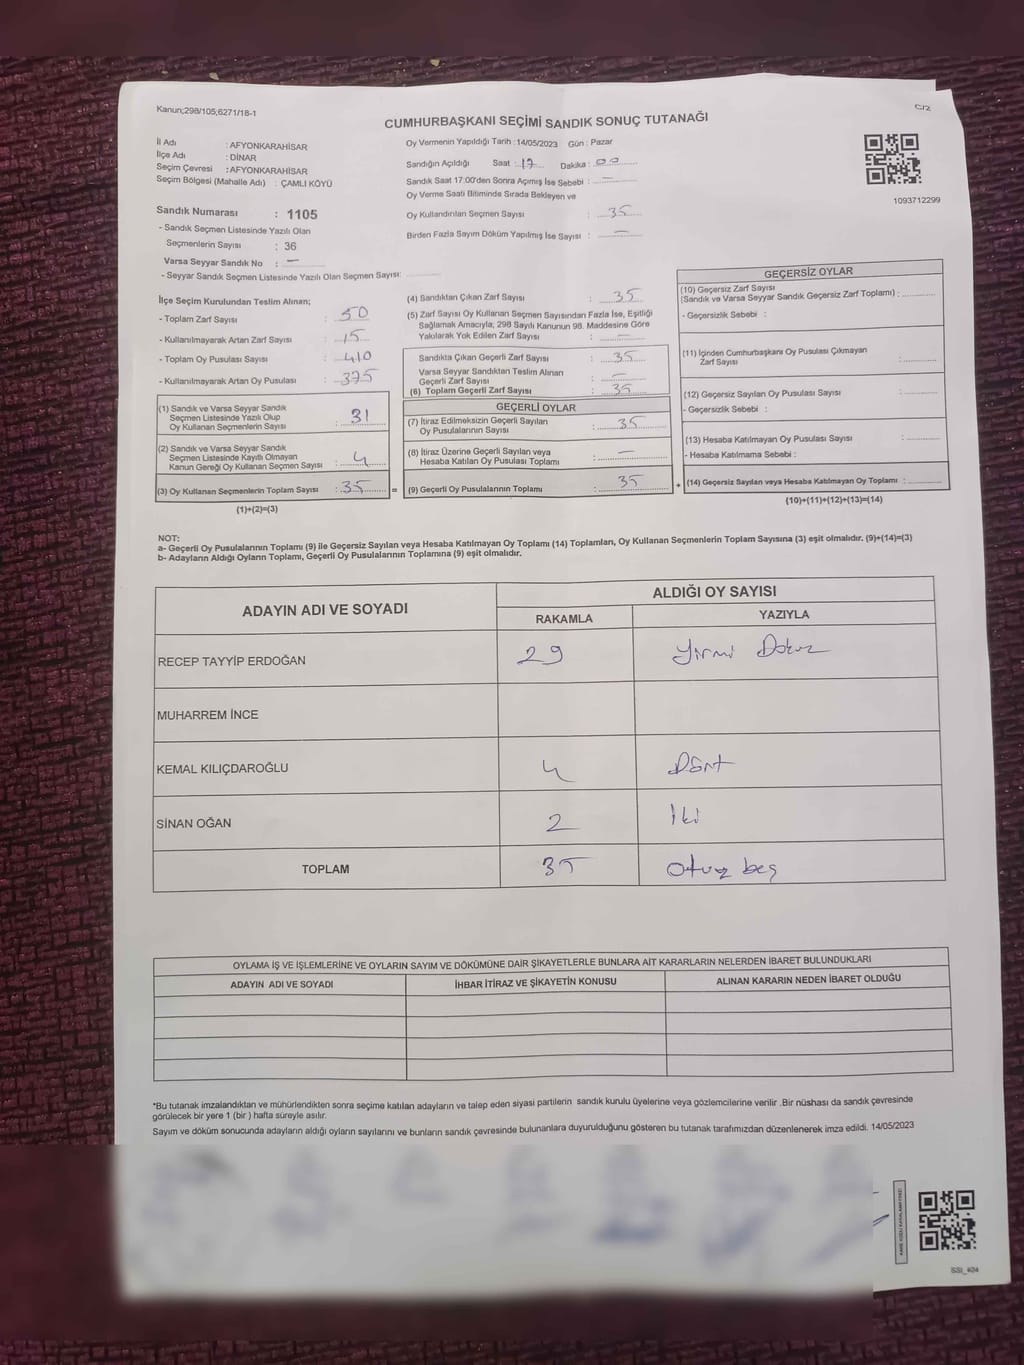 Kanun;298/105;6271/18-1
C/2
CUMHURBAŞKANI SEÇİMİ SANDIK SONUÇ TUTANAĞI
İl Adı : AFYONKARAHİSAR
İlçe Adı : DİNAR
Seçim Çevresi : AFYONKARAHİSAR
Seçim Bölgesi (Mahalle Adı) : ÇAMLI KÖYÜ
Sandık Numarası : 1105
- Sandık Seçmen Listesinde Yazılı Olan
Seçmenlerin Sayısı : 36
Varsa Seyyar Sandık No : —
- Seyyar Sandık Seçmen Listesinde Yazılı Olan Seçmen Sayısı:
Oy Vermenin Yapıldığı Tarih : 14/05/2023 Gün : Pazar
Sandığın Açıldığı Saat : 17 Dakika : 00
Sandık Saat 17:00'den Sonra Açımış İse Sebebi : —
Oy Verme Saati Bitiminde Sırada Bekleyen ve
Oy Kullandırılan Seçmen Sayısı : 35
Birden Fazla Sayım Döküm Yapılmış İse Sayısı : —
1093712299
İlçe Seçim Kurulundan Teslim Alınan;
- Toplam Zarf Sayısı : 50
- Kullanılmayarak Artan Zarf Sayısı : 15
- Toplam Oy Pusulası Sayısı : 410
- Kullanılmayarak Artan Oy Pusulası : 375
(1) Sandık ve Varsa Seyyar Sandık
Seçmen Listesinde Yazılı Olup
Oy Kullanan Seçmenlerin Sayısı : 31
(2) Sandık ve Varsa Seyyar Sandık
Seçmen Listesinde Kayıtlı Olmayan
Kanun Gereği Oy Kullanan Seçmen Sayısı : 4
(3) Oy Kullanan Seçmenlerin Toplam Sayısı : 35 =
(1)+(2)=(3)
(4) Sandıktan Çıkan Zarf Sayısı : 35
(5) Zarf Sayısı Oy Kullanan Seçmen Sayısından Fazla İse, Eşitliği
Sağlamak Amacıyla, 298 Sayılı Kanunun 98. Maddesine Göre
Yakılarak Yok Edilen Zarf Sayısı : —
Sandıkta Çıkan Geçerli Zarf Sayısı : 35
Varsa Seyyar Sandıktan Teslim Alınan
Geçerli Zarf Sayısı : —
(6) Toplam Geçerli Zarf Sayısı : 35
GEÇERLİ OYLAR
(7) İtiraz Edilmeksizin Geçerli Sayılan
Oy Pusulalarının Sayısı : 35
(8) İtiraz Üzerine Geçerli Sayılan veya
Hesaba Katılan Oy Pusulası Toplamı : —
(9) Geçerli Oy Pusulalarının Toplamı : 35 +
GEÇERSİZ OYLAR
(10) Geçersiz Zarf Sayısı
(Sandık ve Varsa Seyyar Sandık Geçersiz Zarf Toplamı) :
- Geçersizlik Sebebi :
(11) İçinden Cumhurbaşkanı Oy Pusulası Çıkmayan
Zarf Sayısı :
(12) Geçersiz Sayılan Oy Pusulası Sayısı :
- Geçersizlik Sebebi :
(13) Hesaba Katılmayan Oy Pusulası Sayısı :
- Hesaba Katılmama Sebebi :
(14) Geçersiz Sayılan veya Hesaba Katılmayan Oy Toplamı :
(10)+(11)+(12)+(13)=(14)
NOT:
a- Geçerli Oy Pusulalarının Toplamı (9) ile Geçersiz Sayılan veya Hesaba Katılmayan Oy Toplamı (14) Toplamları, Oy Kullanan Seçmenlerin Toplam Sayısına (3) eşit olmalıdır. (9)+(14)=(3)
b- Adayların Aldığı Oyların Toplamı, Geçerli Oy Pusulalarının Toplamına (9) eşit olmalıdır.
ADAYIN ADI VE SOYADI
ALDIĞI OY SAYISI
RAKAMLA
YAZIYLA
RECEP TAYYİP ERDOĞAN 29 Yirmi Dokuz
MUHARREM İNCE
KEMAL KILIÇDAROĞLU 4 Dört
SİNAN OĞAN 2 İki
TOPLAM 35 Otuz beş
OYLAMA İŞ VE İŞLEMLERİNE VE OYLARIN SAYIM VE DÖKÜMÜNE DAİR ŞİKAYETLERLE BUNLARA AİT KARARLARIN NELERDEN İBARET BULUNDUKLARI
ADAYIN ADI VE SOYADI
İHBAR İTİRAZ VE ŞİKAYETİN KONUSU
ALINAN KARARIN NEDEN İBARET OLDUĞU
*Bu tutanak imzalandıktan ve mühürlendikten sonra seçime katılan adayların ve talep eden siyasi partilerin sandık kurulu üyelerine veya gözlemcilerine verilir .Bir nüshası da sandık çevresinde
görülecek bir yere 1 (bir ) hafta süreyle asılır.
Sayım ve döküm sonucunda adayların aldığı oyların sayılarını ve bunların sandık çevresinde bulunanlara duyurulduğunu gösteren bu tutanak tarafımızdan düzenlenerek imza edildi. 14/05/2023